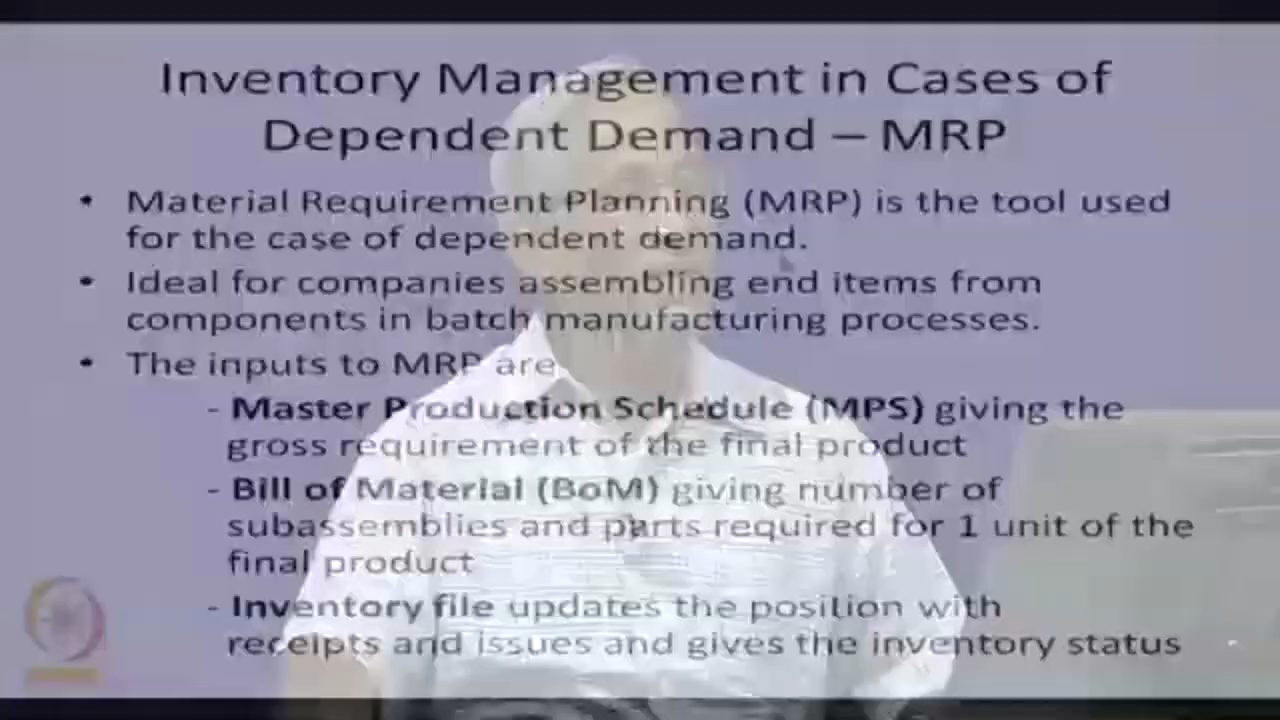 Inventory Management in Cases of
Dependent Demand – MRP
• Material Requirement Planning (MRP) is the tool used
for the case of dependent demand.
• Ideal for companies assembling end items from
components in batch manufacturing processes.
• The inputs to MRP are
- Master Production Schedule (MPS) giving the
gross requirement of the final product
- Bill of Material (BoM) giving number of
subassemblies and parts required for 1 unit of the
final product
- Inventory file updates the position with
receipts and issues and gives the inventory status